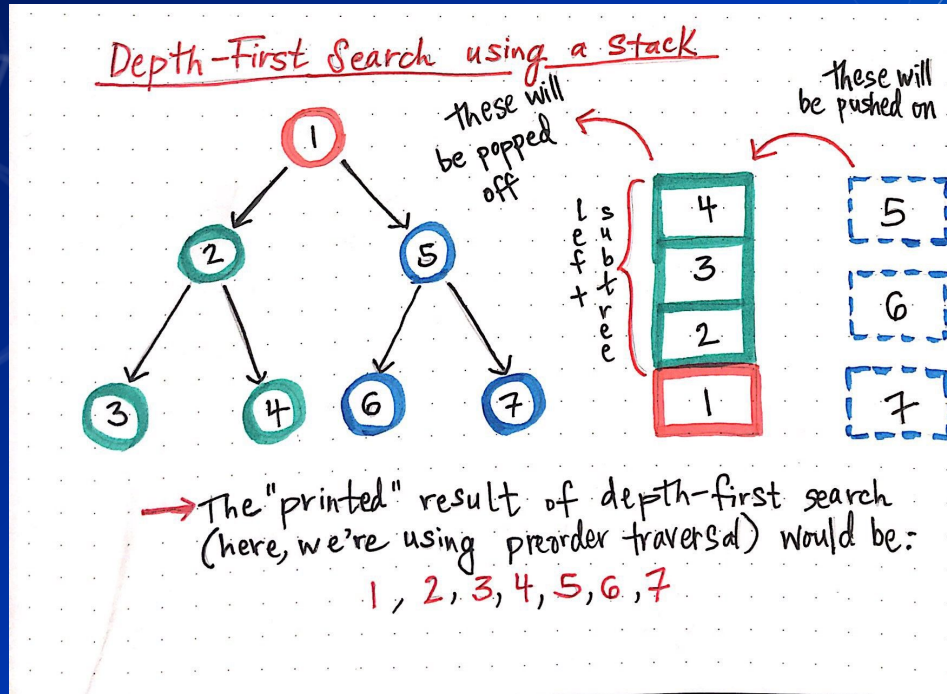 Depth-First Search using a Stack
these will
be popped
off
these will
be pushed on
1
2
5
3
4
6
7
left
subtree
4
3
2
1
5
6
7
→The "printed" result of depth-first search
(here, we're using preorder traversal) would be:
1, 2, 3, 4, 5, 6, 7